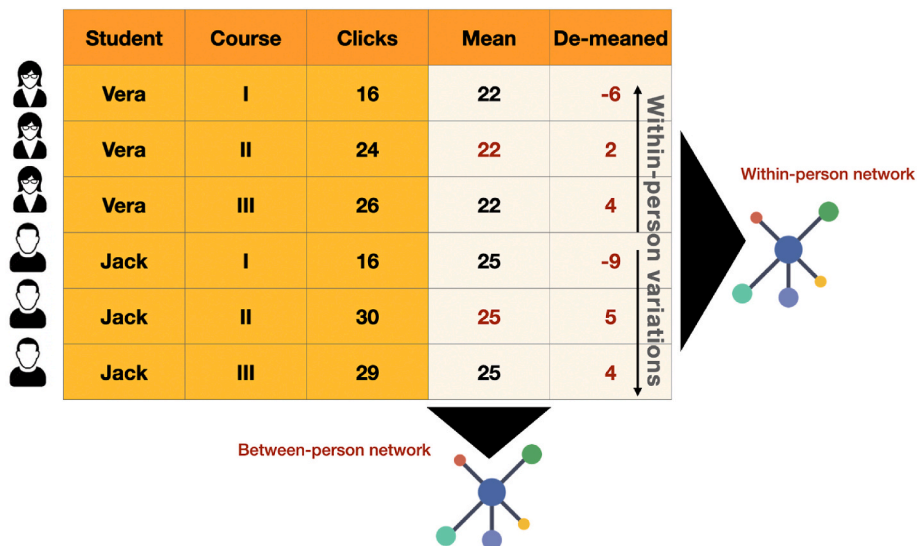 Student Course Clicks Mean De-meaned
Vera I 16 22 -6
Vera II 24 22 2
Vera III 26 22 4
Jack I 16 25 -9
Jack II 30 25 5
Jack III 29 25 4
Within-person variations
Within-person network
Between-person network